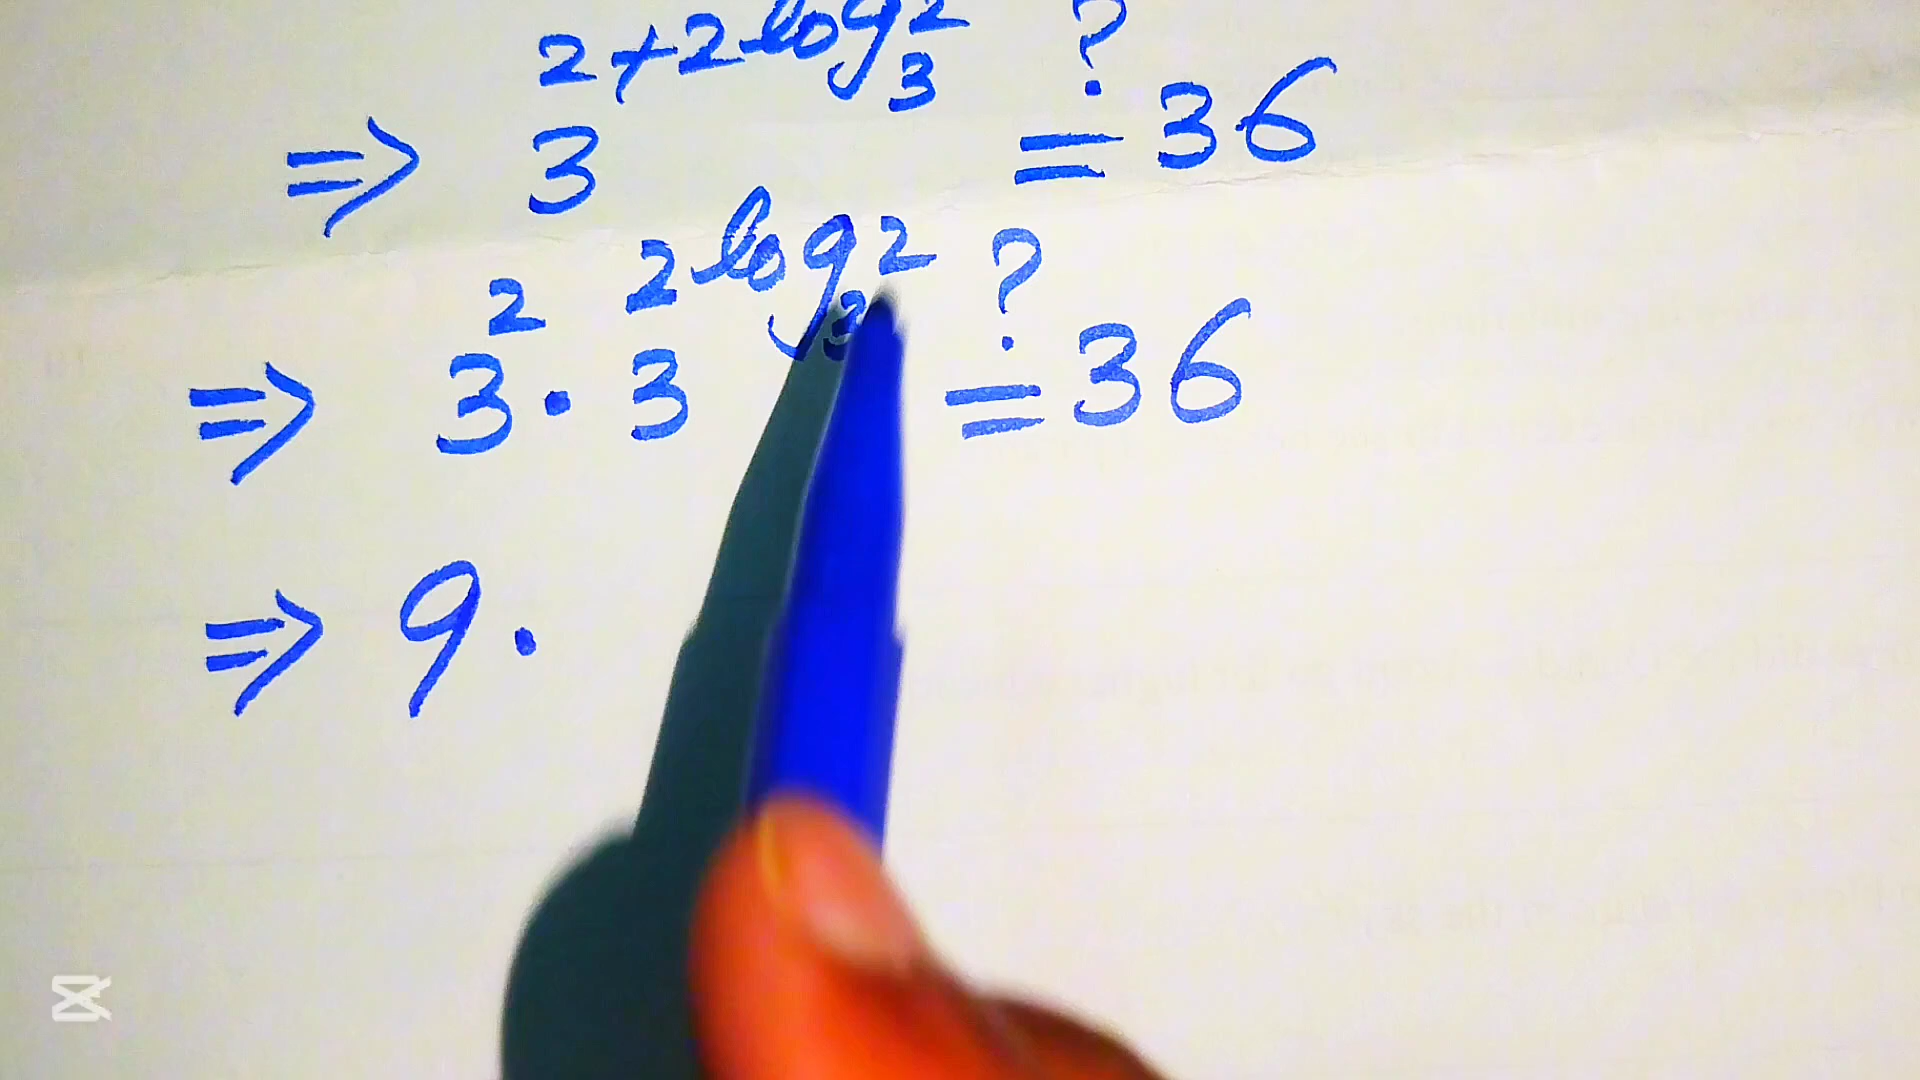 ⇒ 3^{2+2log_3 2} ?= 36
⇒ 3^2 · 3^{2log_3 2} ?= 36
⇒ 9 ·